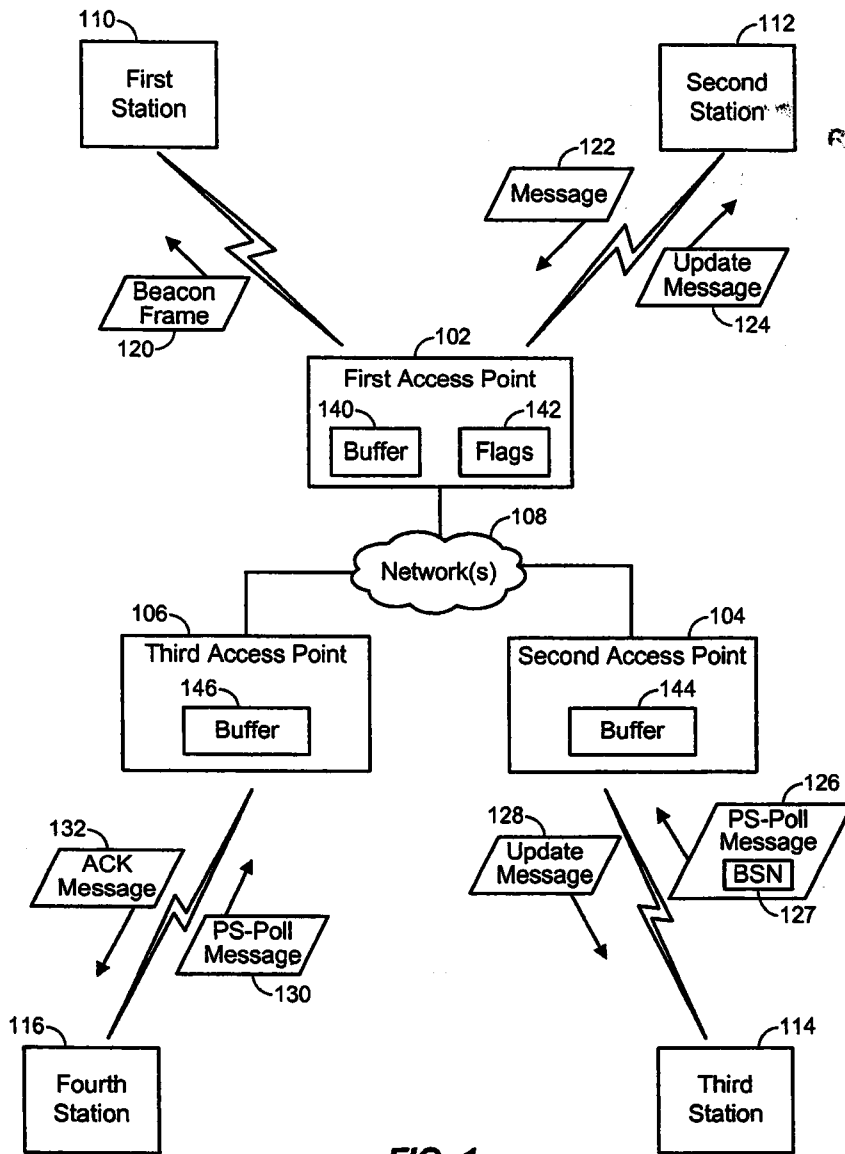 110
First
Station
112
Second
Station
122
Message
Update
Message
124
Beacon
Frame
120
102
First Access Point
140
Buffer
142
Flags
108
Network(s)
106
Third Access Point
146
Buffer
104
Second Access Point
144
Buffer
132
ACK
Message
PS-Poll
Message
130
128
Update
Message
126
PS-Poll
Message
BSN
127
116
Fourth
Station
114
Third
Station
FIG. 1